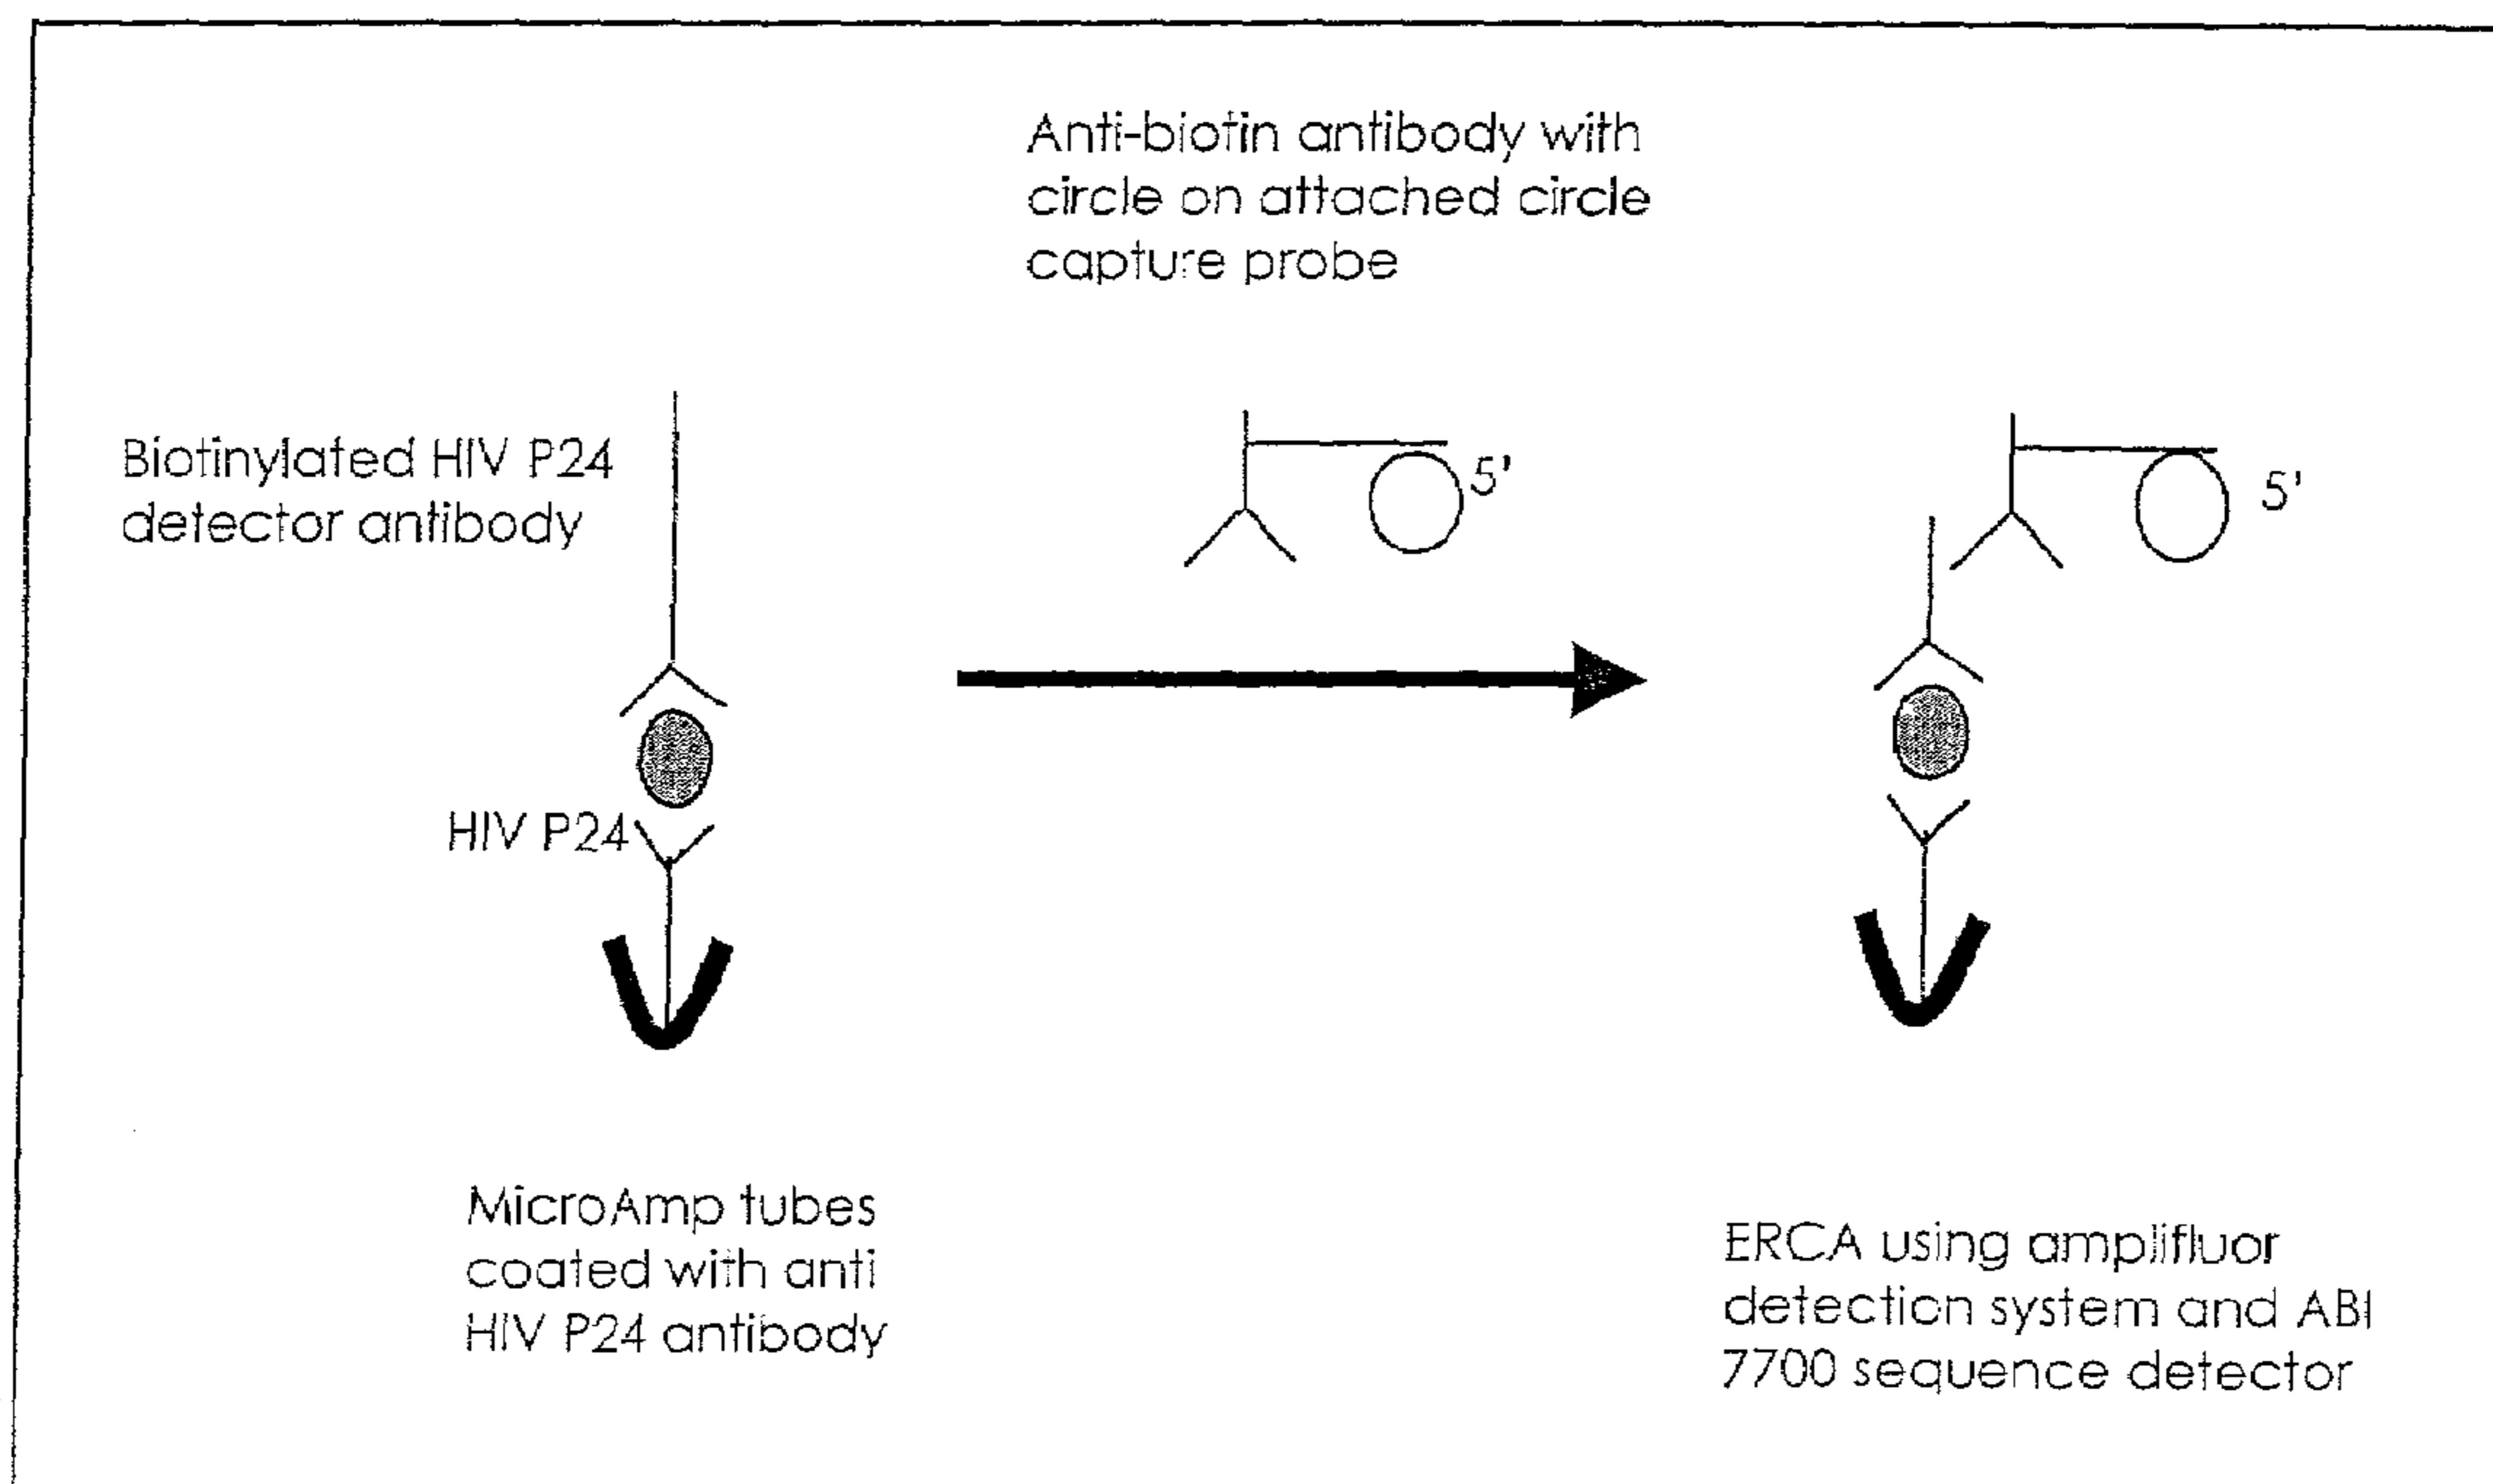 Anti-biotin antibody with
circle on attached circle
capture probe
Biotinylated HIV P24
detector antibody
5'
5'
HIV P24
MicroAmp tubes
coated with anti
HIV P24 antibody
ERCA using amplifluor
detection system and ABI
7700 sequence detector